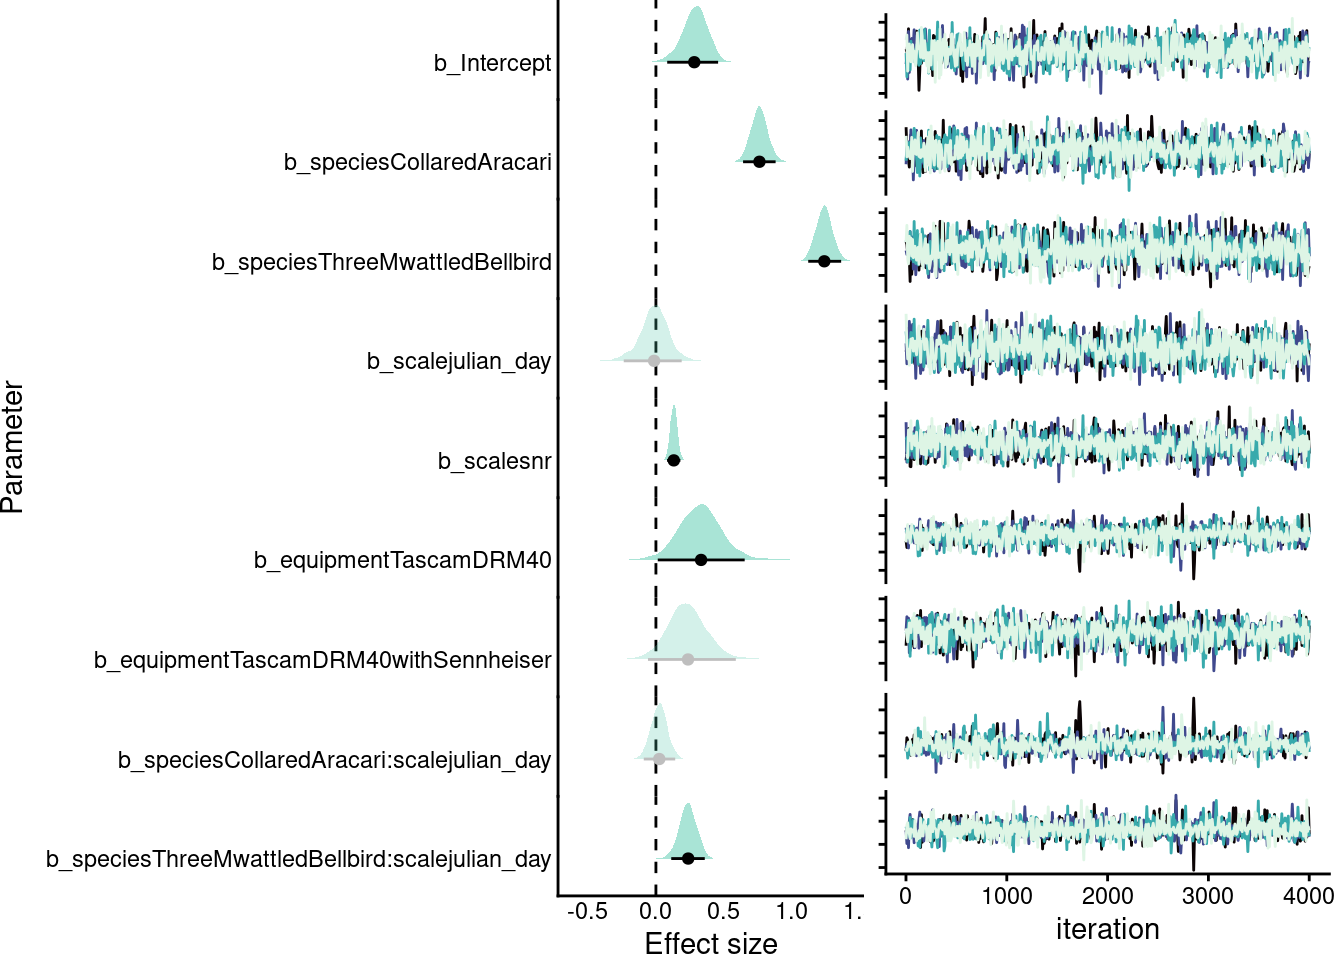 Parameter
b_Intercept
b_speciesCollaredAracari
b_speciesThreeMwattledBellbird
b_scalejulian_day
b_scalesnr
b_equipmentTascamDRM40
b_equipmentTascamDRM40withSennheiser
b_speciesCollaredAracari:scalejulian_day
b_speciesThreeMwattledBellbird:scalejulian_day
-0.5 0.0 0.5 1.0 1.
Effect size
0 1000 2000 3000 4000
iteration